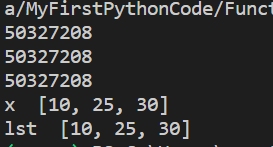 a/MyFirstPythonCode/Funct
50327208
50327208
50327208
x  [10, 25, 30]
lst  [10, 25, 30]